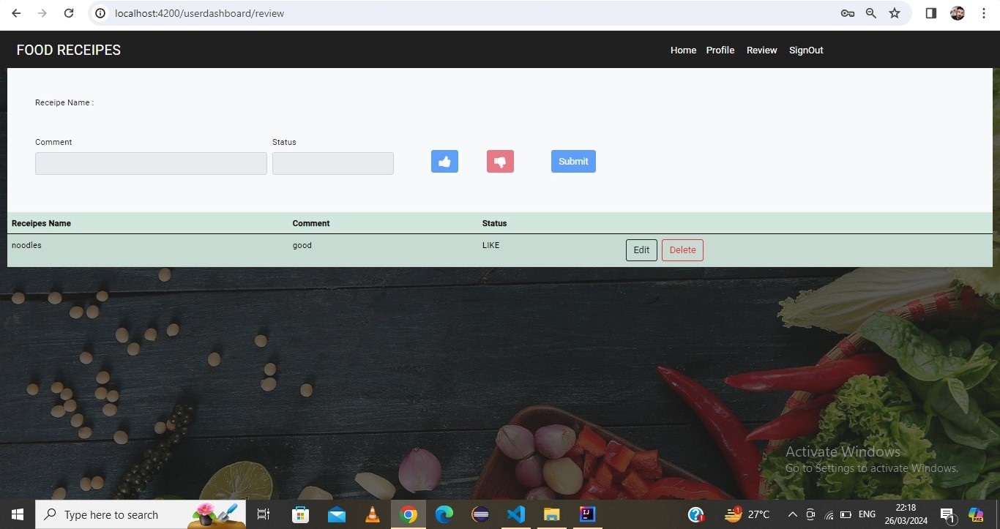 localhost:4200/userdashboard/review
FOOD RECEIPES
Home Profile Review SignOut
Receipe Name :
Comment Status
Submit
Receipes Name Comment Status
noodles good LIKE Edit Delete
Activate Windows
Go to Settings to activate Windows.
Type here to search
27°C ENG 22:18
26/03/2024